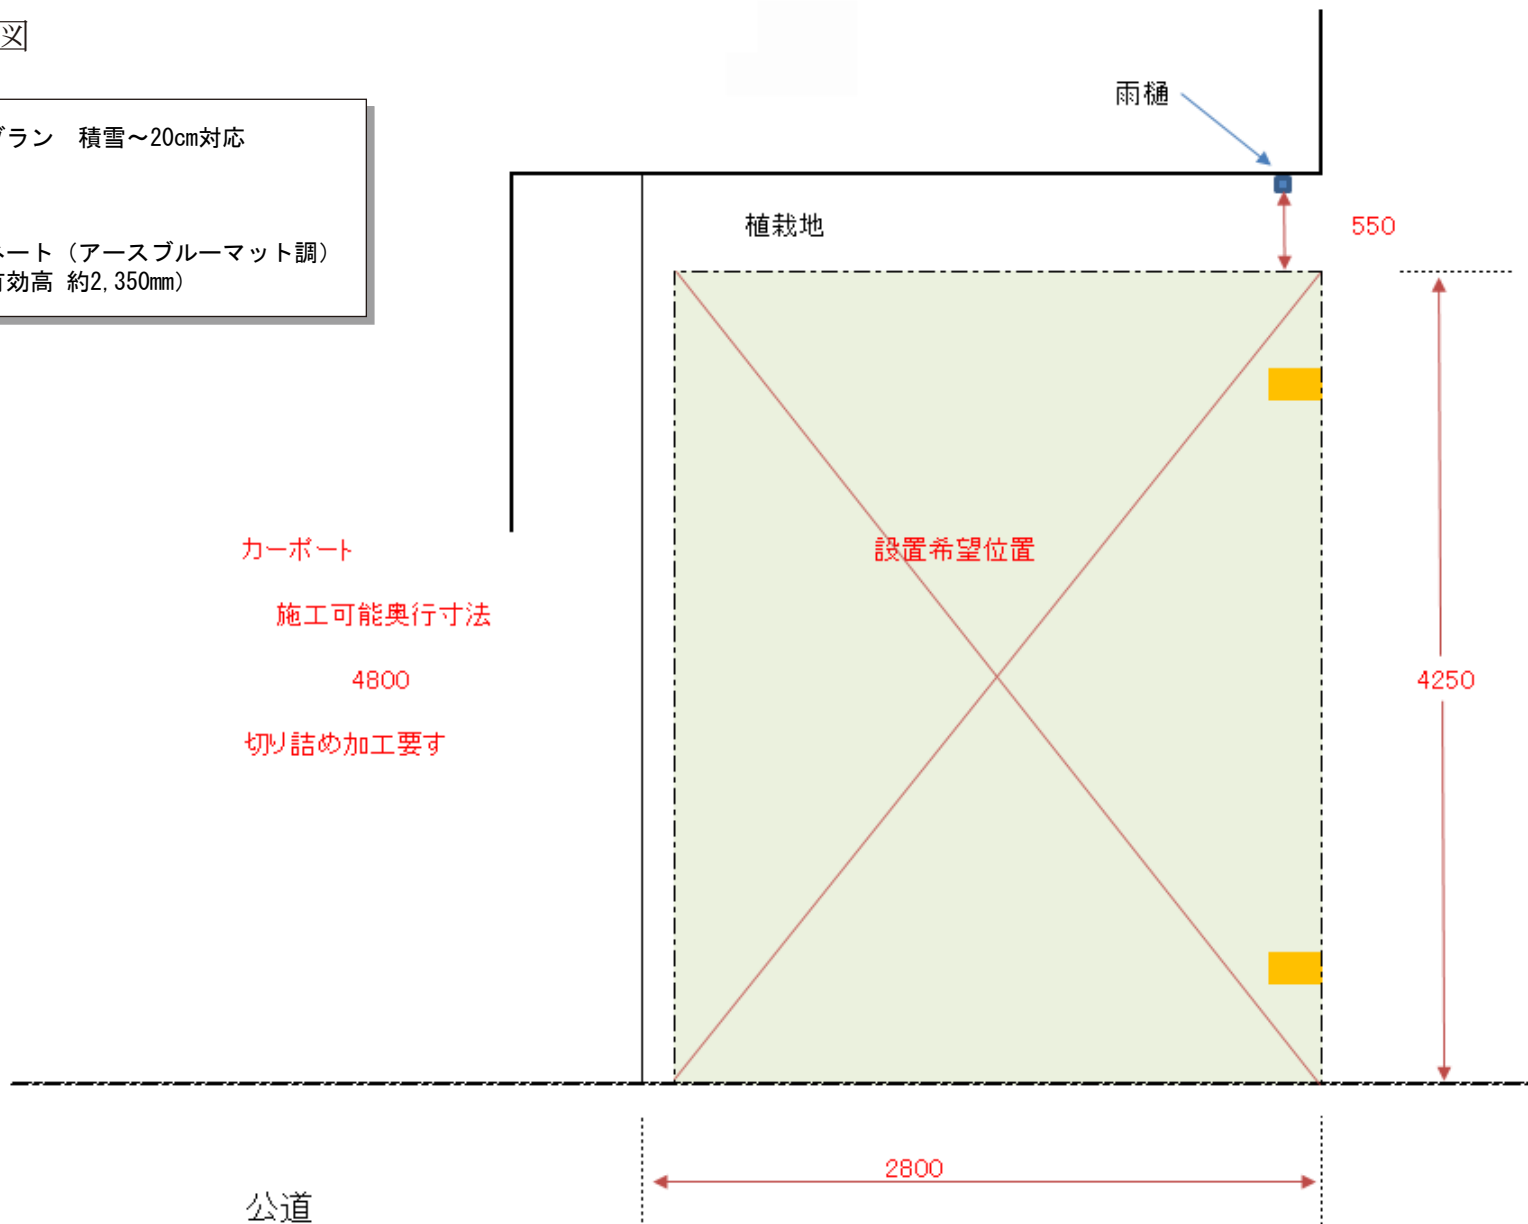 図
雨樋
ブラン　積雪～20cm対応
植栽地
550
ネート（アースブルーマット調）
有効高 約2,350mm）
カーポート
設置希望位置
施工可能奥行寸法
4800
4250
切り詰め加工要す
2800
公道